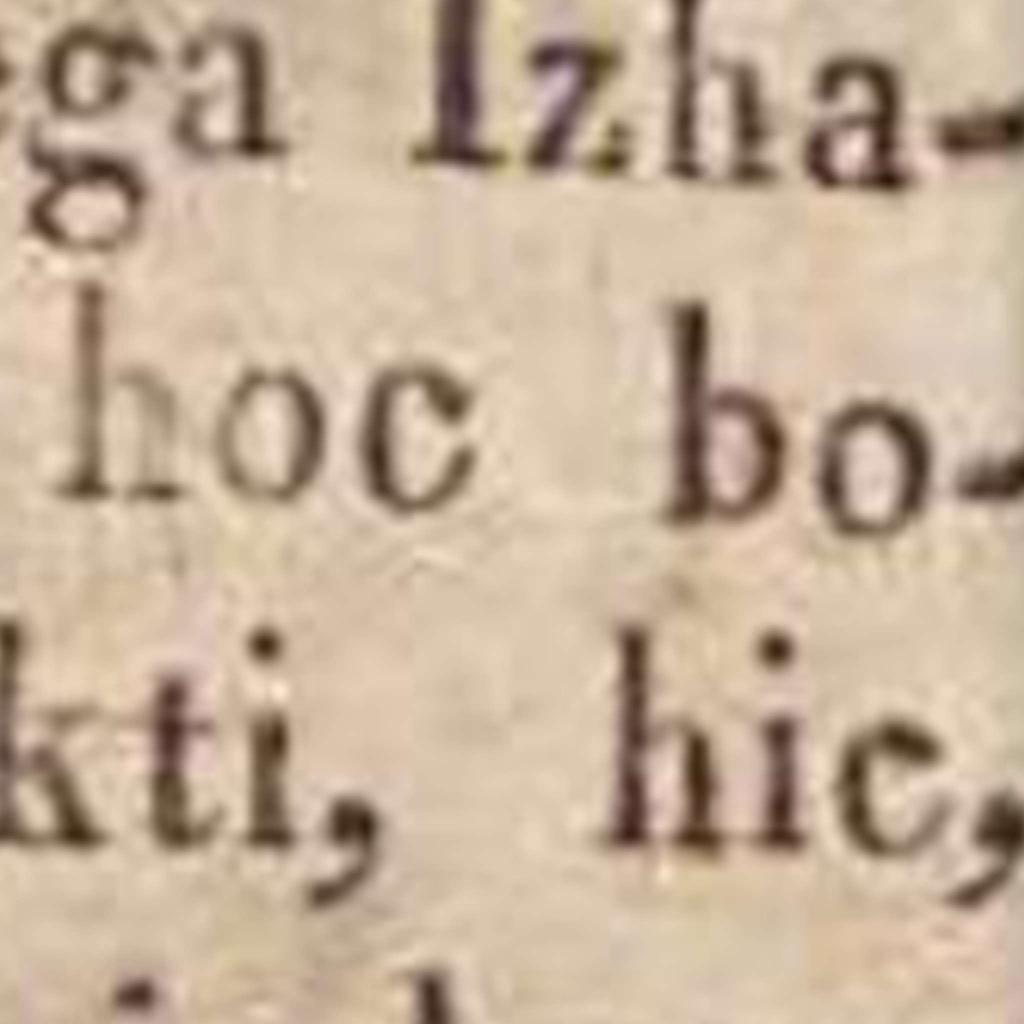 ga Izha-
hoc bo-
kti, hic,